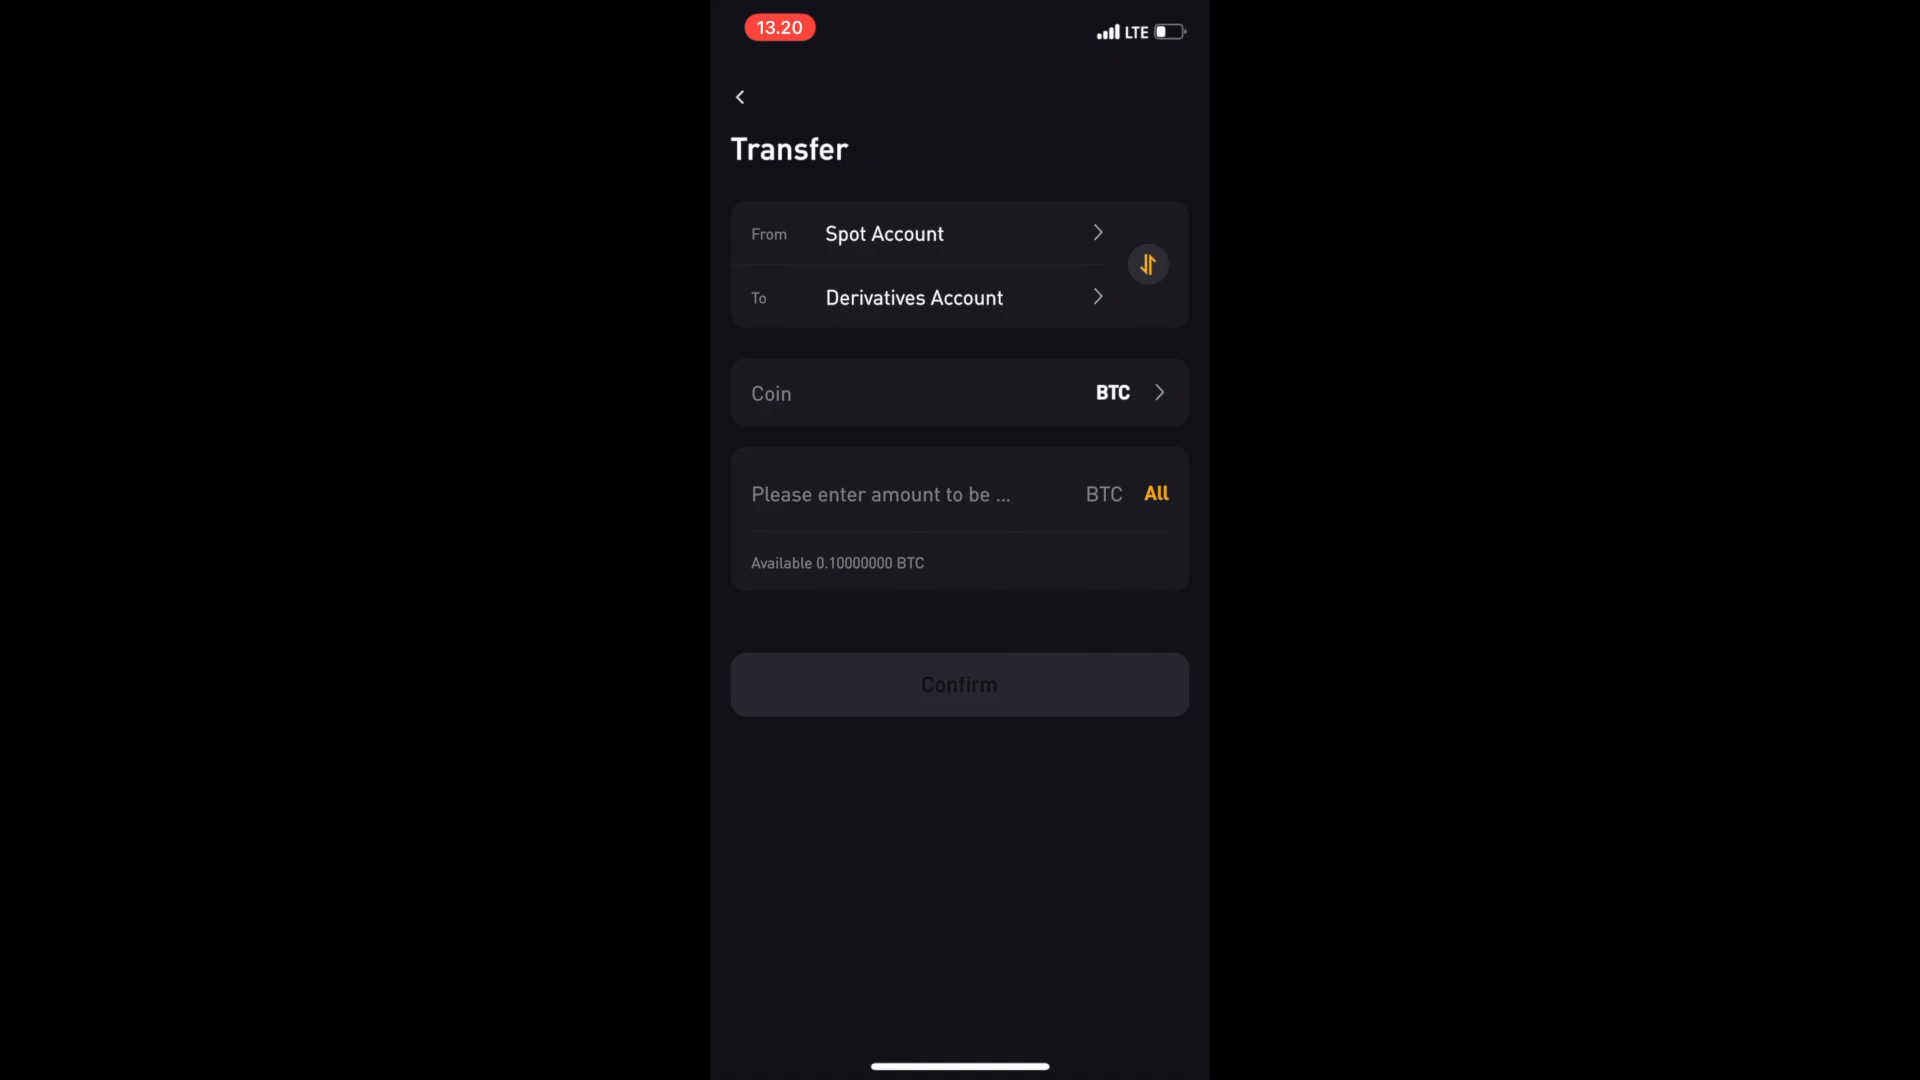 13.20
LTE
Transfer
From Spot Account
To Derivatives Account
Coin BTC
Please enter amount to be ... BTC All
Available 0.10000000 BTC
Confirm